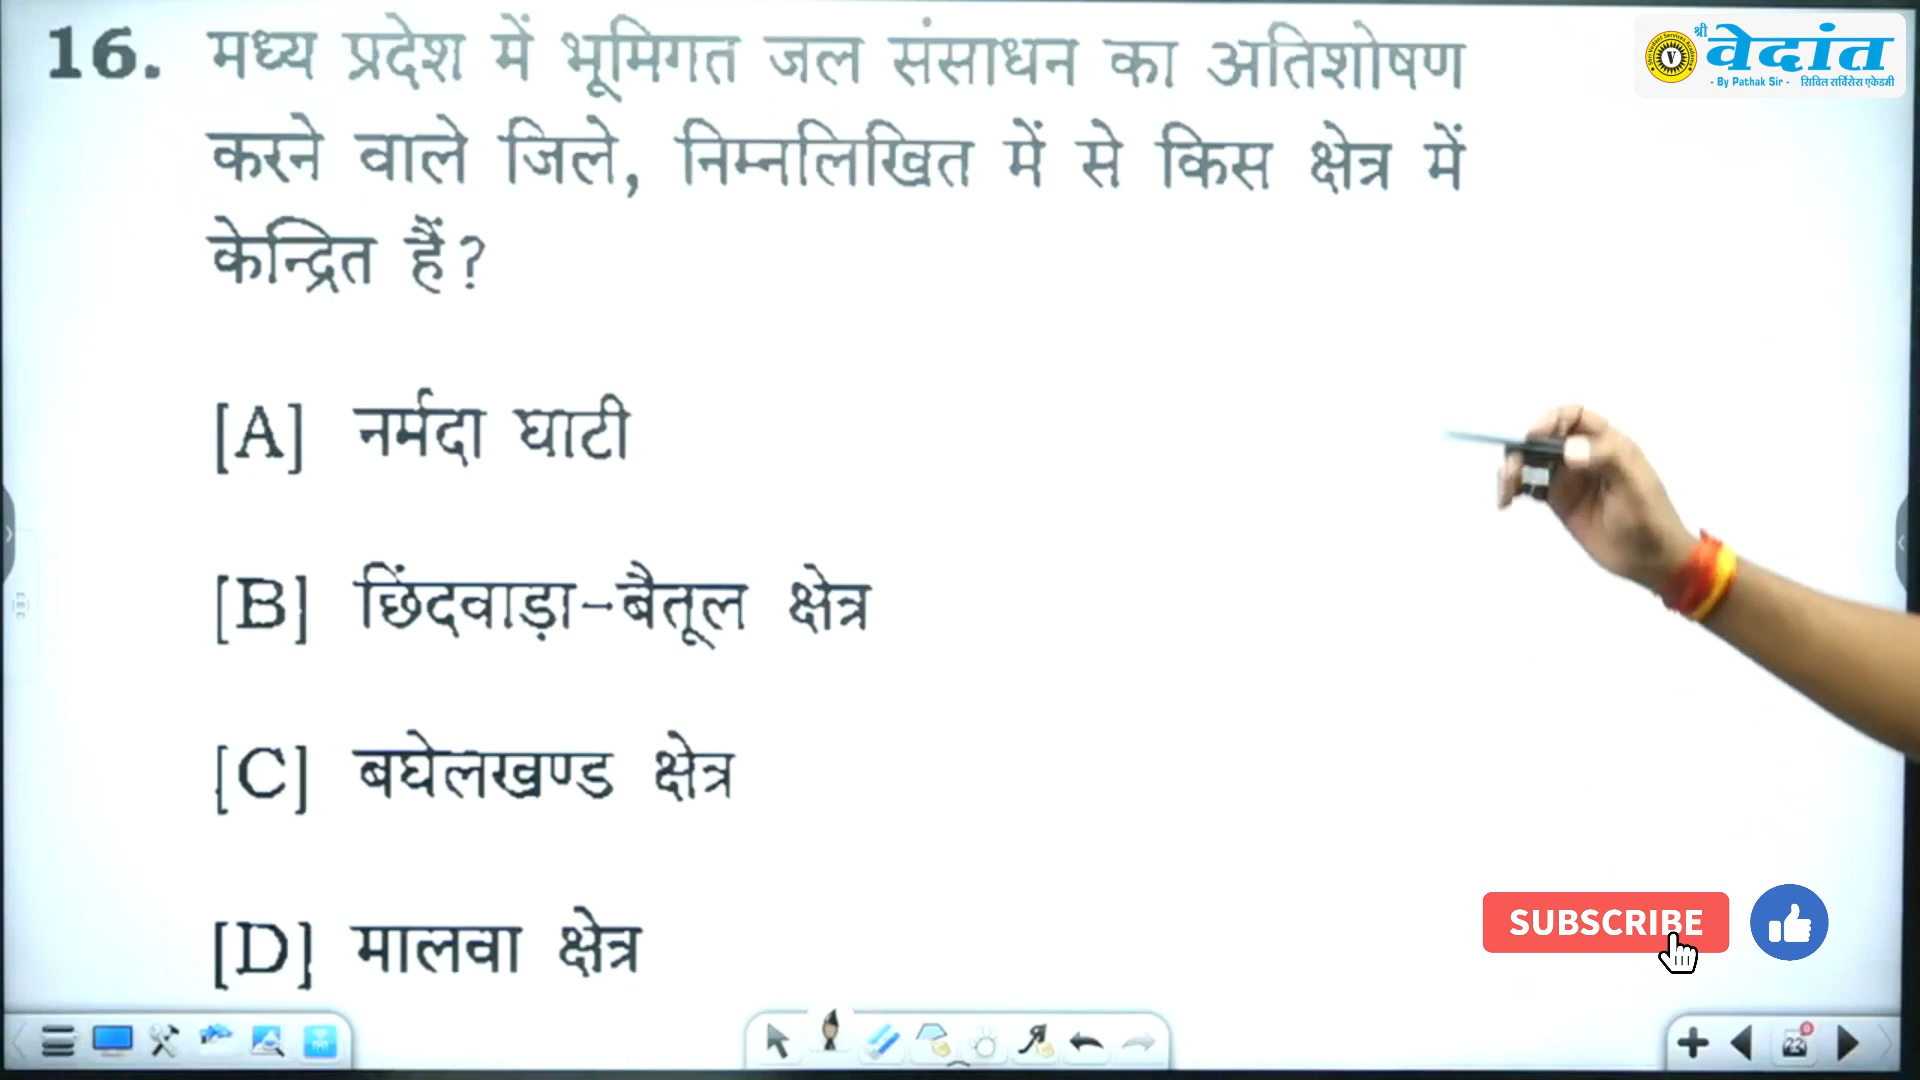 16. मध्य प्रदेश में भूमिगत जल संसाधन का अतिशोषण
करने वाले जिले, निम्नलिखित में से किस क्षेत्र में
केन्द्रित हैं?
[A] नर्मदा घाटी
[B] छिंदवाड़ा-बैतूल क्षेत्र
[C] बघेलखण्ड क्षेत्र
[D] मालवा क्षेत्र
श्री वेदांत
- By Pathak Sir - सिविल सर्विसेस एकेडमी
V
SUBSCRIBE
23